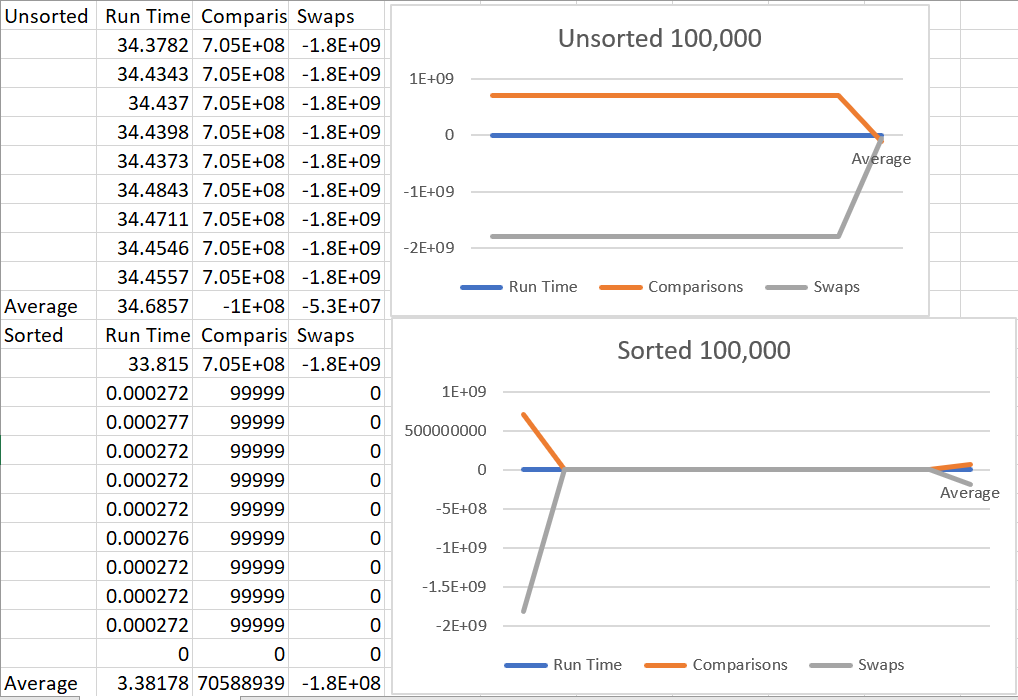 Unsorted Run Time Comparis Swaps
34.3782 7.05E+08 -1.8E+09
34.4343 7.05E+08 -1.8E+09
34.437 7.05E+08 -1.8E+09
34.4398 7.05E+08 -1.8E+09
34.4373 7.05E+08 -1.8E+09
34.4843 7.05E+08 -1.8E+09
34.4711 7.05E+08 -1.8E+09
34.4546 7.05E+08 -1.8E+09
34.4557 7.05E+08 -1.8E+09
Average 34.6857 -1E+08 -5.3E+07
Sorted Run Time Comparis Swaps
33.815 7.05E+08 -1.8E+09
0.000272 99999 0
0.000277 99999 0
0.000272 99999 0
0.000272 99999 0
0.000272 99999 0
0.000276 99999 0
0.000272 99999 0
0.000272 99999 0
0.000272 99999 0
0 0 0
Average 3.38178 70588939 -1.8E+08
Unsorted 100,000
1E+09
0
-1E+09
-2E+09
Average
Run Time Comparisons Swaps
Sorted 100,000
1E+09
500000000
0
-5E+08
-1E+09
-1.5E+09
-2E+09
Average
Run Time Comparisons Swaps